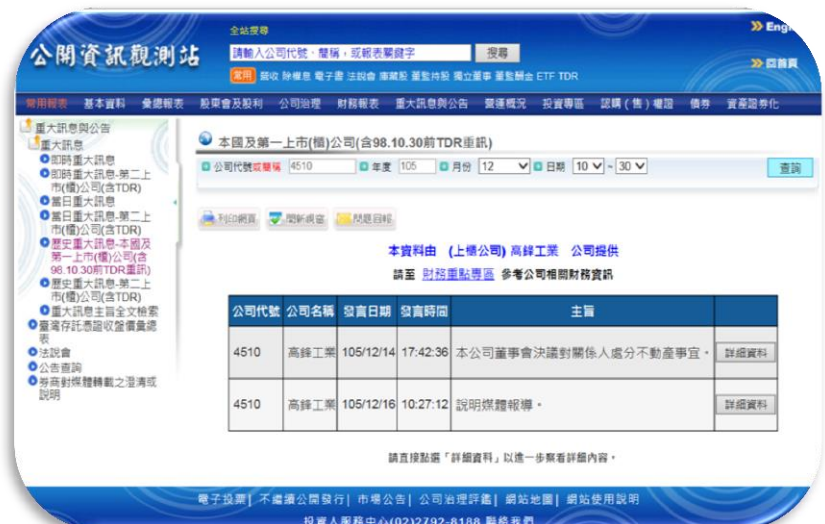 全站搜尋
Engl
公開資訊觀測站
請輸入公司代號、簡稱，或報表關鍵字
搜尋
回首頁
常用 營收 除權息 電子書 法說會 庫藏股 董監持股 獨立董事 董監酬金 ETF TDR
常用報表 基本資料 彙總報表 股東會及股利 公司治理 財務報表 重大訊息與公告 營運概況 投資專區 認購(售)權證 債券 資產證券化
重大訊息與公告
重大訊息
即時重大訊息
即時重大訊息-第二上
市(櫃)公司(含TDR)
當日重大訊息
當日重大訊息-第二上
市(櫃)公司(含TDR)
歷史重大訊息-本國及
第一上市(櫃)公司(含
98.10.30前TDR重訊)
歷史重大訊息-第二上
市(櫃)公司(含TDR)
重大訊息主旨全文檢索
臺灣存託憑證收盤價彙總
表
法說會
公告查詢
券商對媒體轉載之澄清或
說明
本國及第一上市(櫃)公司(含98.10.30前TDR重訊)
公司代號或簡稱 4510 年度 105 月份 12 日期 10 ~ 30 查詢
列印網頁 開新視窗 問題回報
本資料由 (上櫃公司) 高鋒工業 公司提供
請至 財務重點專區 參考公司相關財務資訊
公司代號 公司名稱 發言日期 發言時間 主旨
4510 高鋒工業 105/12/14 17:42:36 本公司董事會決議對關係人處分不動產事宜。 詳細資料
4510 高鋒工業 105/12/16 10:27:12 說明媒體報導。 詳細資料
請直接點選「詳細資料」以進一步察看詳細內容。
電子投票| 不繼續公開發行| 市場公告| 公司治理評鑑| 網站地圖| 網站使用說明
投資人服務中心(02)2792-8188 聯絡我們